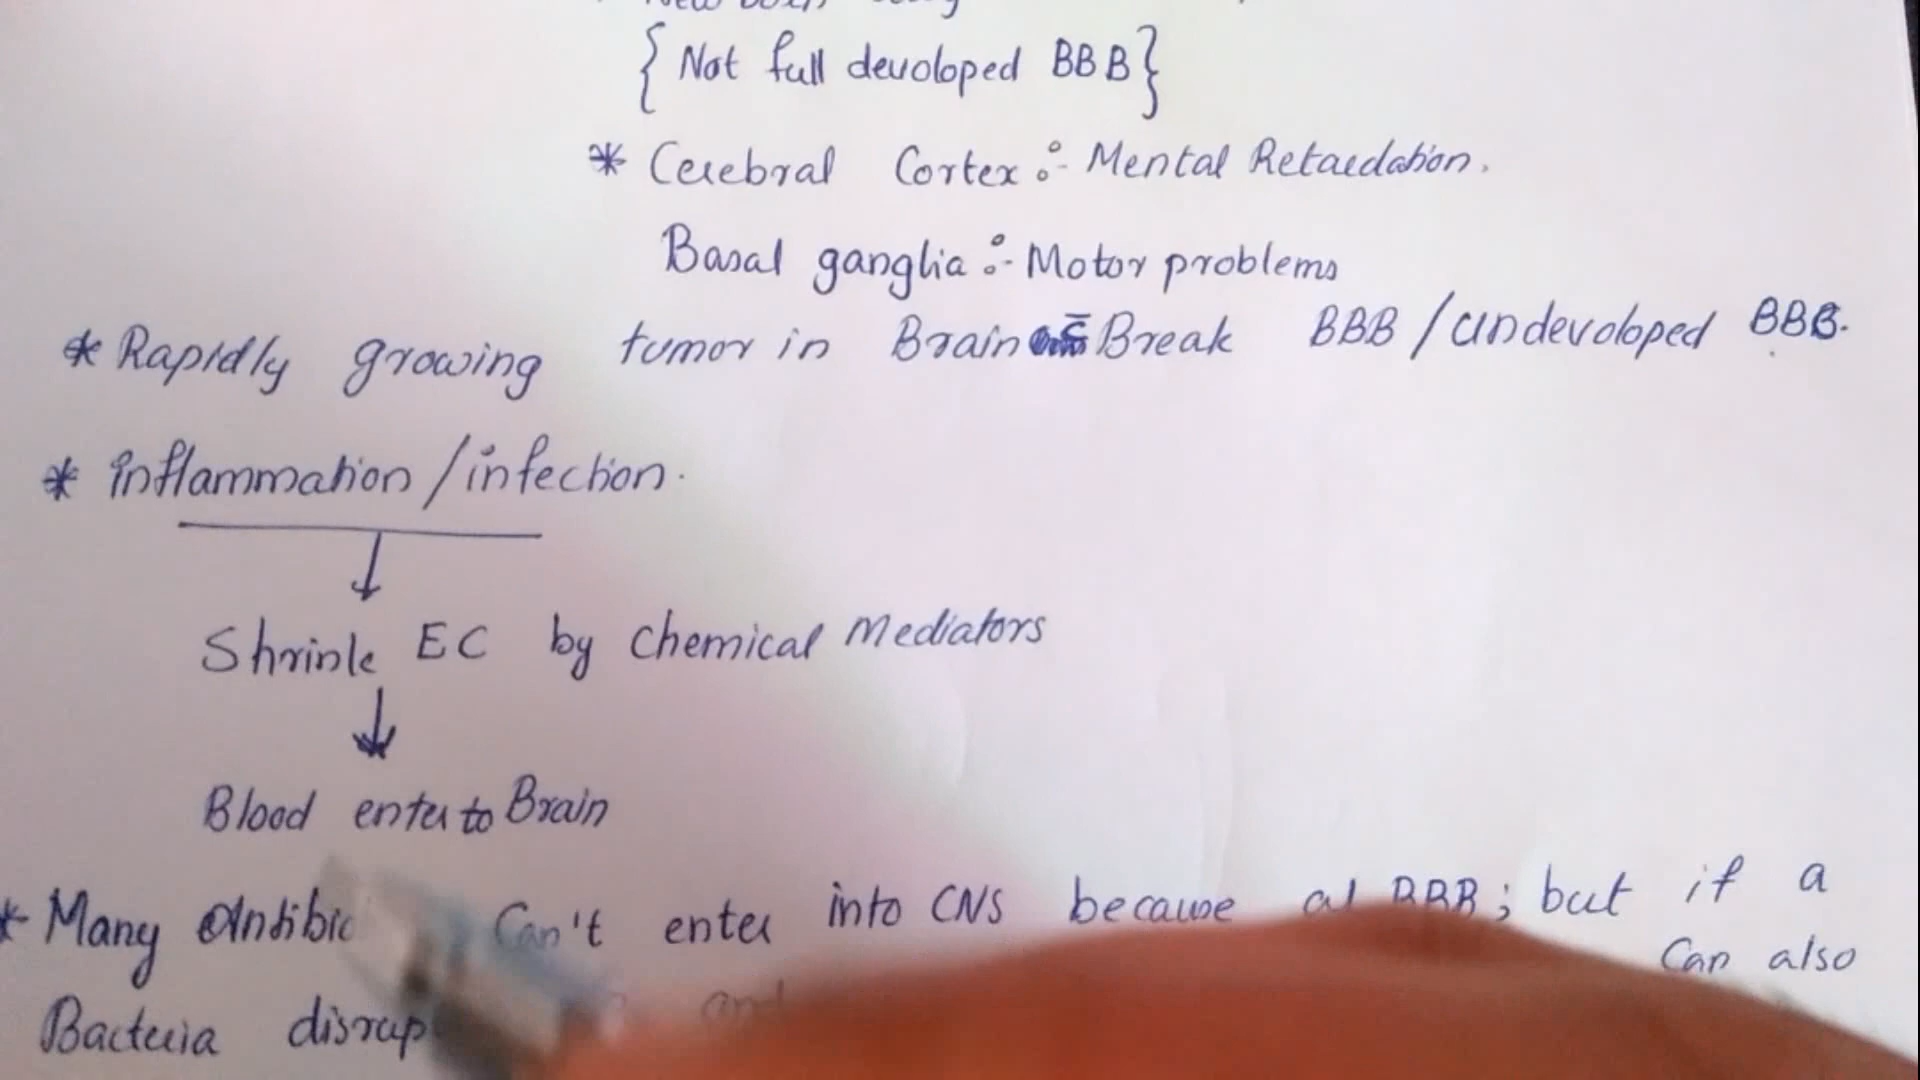 { Not full devoloped BBB }
* Cerebral Cortex :- Mental Retardation.
Basal ganglia :- Motor problems
* Rapidly growing tumor in Brain Break BBB / undevoloped BBB.
* inflammation / infection.
↓
Shrink EC by Chemical Mediators
↓
Blood enter to Brain
* Many Can't enter into CNS because BBB ; but if a
Bacteria Can also